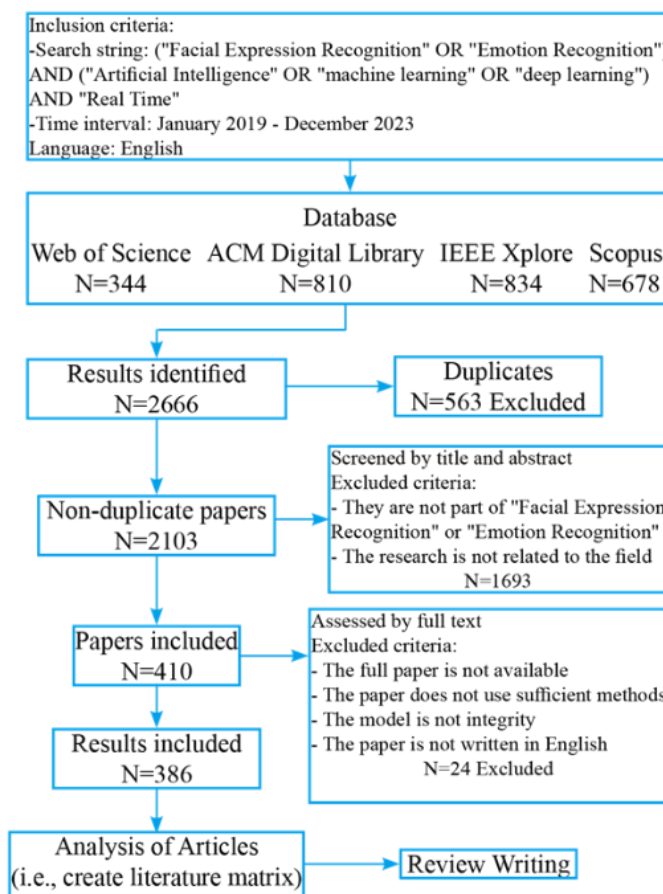 Inclusion criteria:
-Search string: ("Facial Expression Recognition" OR "Emotion Recognition")
AND ("Artificial Intelligence" OR "machine learning" OR "deep learning")
AND "Real Time"
-Time interval: January 2019 - December 2023
Language: English
Database
Web of Science ACM Digital Library IEEE Xplore Scopus
N=344 N=810 N=834 N=678
Results identified
N=2666
Duplicates
N=563 Excluded
Non-duplicate papers
N=2103
Screened by title and abstract
Excluded criteria:
- They are not part of "Facial Expression
Recognition" or "Emotion Recognition"
- The research is not related to the field
N=1693
Papers included
N=410
Assessed by full text
Excluded criteria:
- The full paper is not available
- The paper does not use sufficient methods
- The model is not integrity
- The paper is not written in English
N=24 Excluded
Results included
N=386
Analysis of Articles
(i.e., create literature matrix)
Review Writing